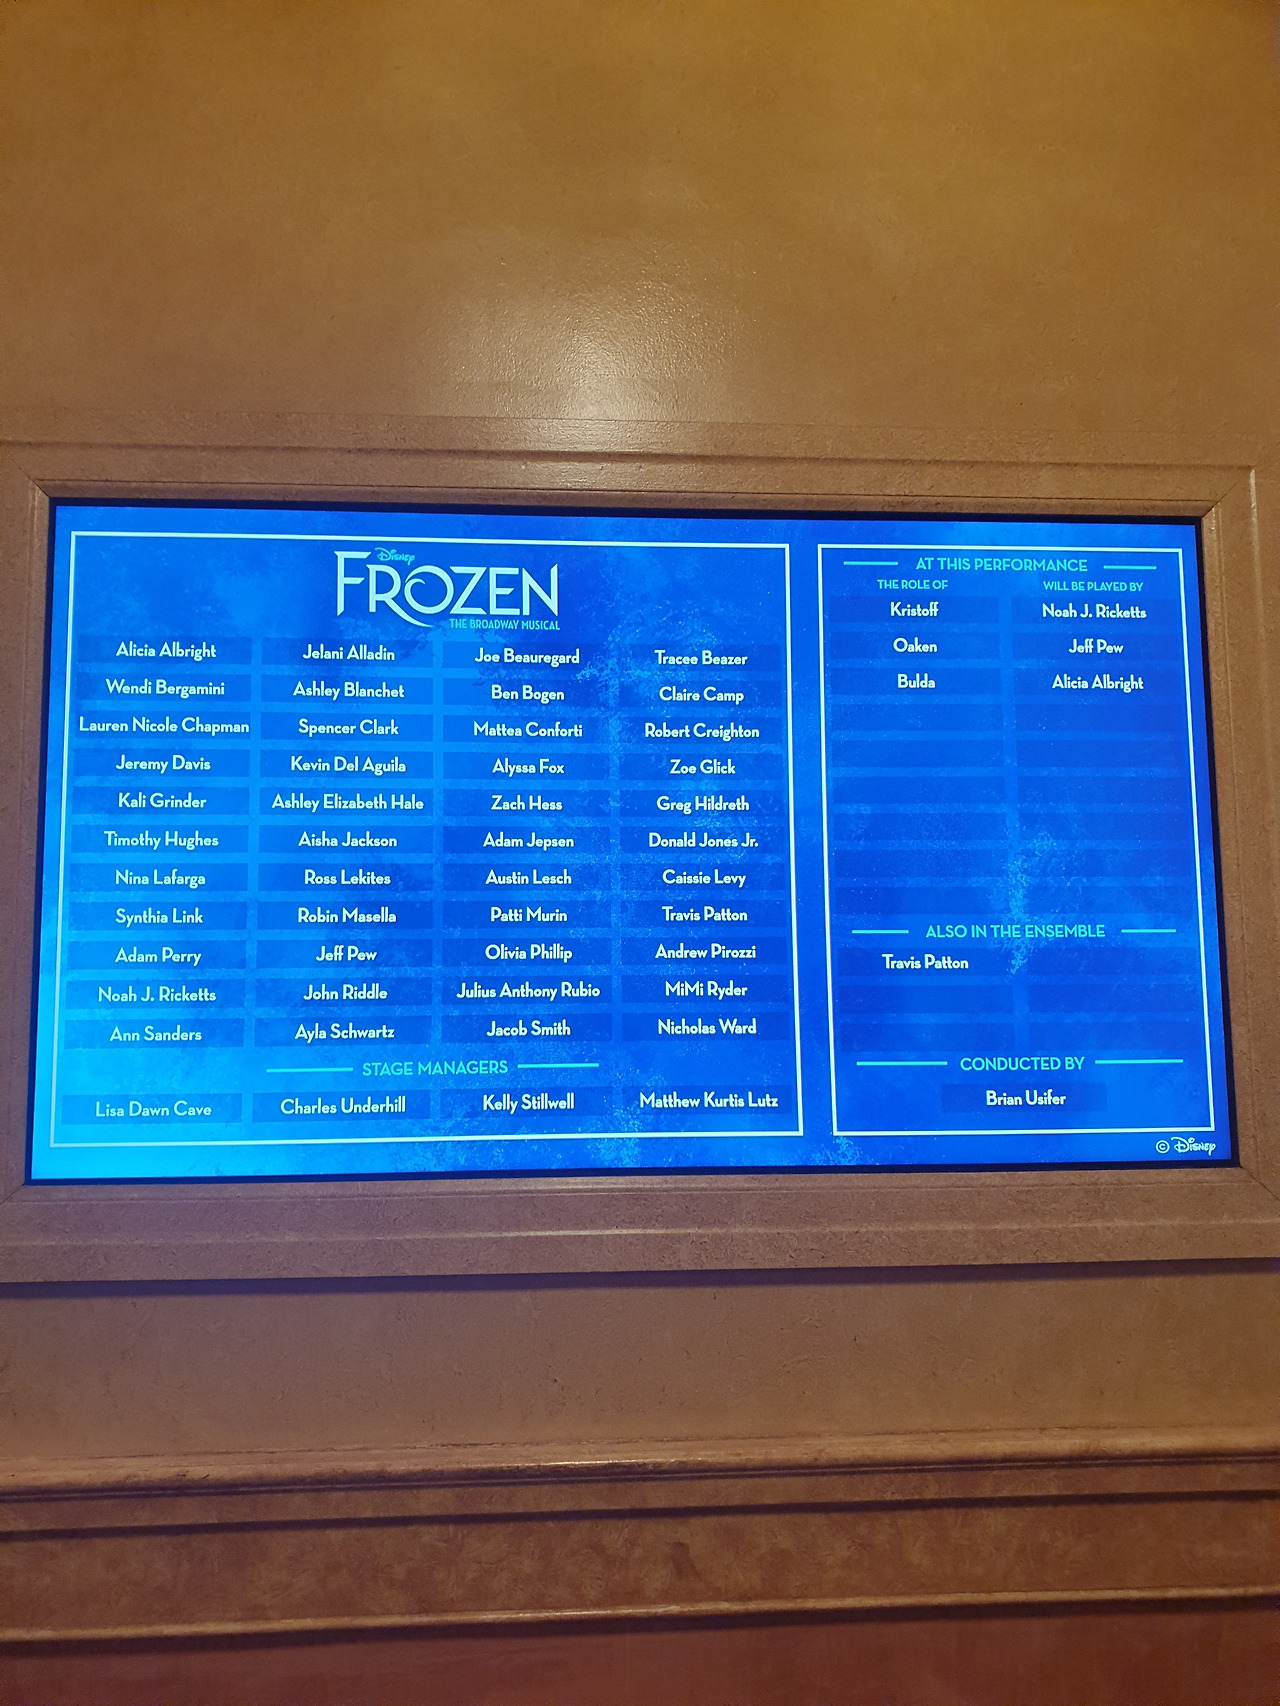 Disney
FROZEN
THE BROADWAY MUSICAL
Alicia Albright Jelani Alladin Joe Beauregard Tracee Beazer
Wendi Bergamini Ashley Blanchet Ben Bogen Claire Camp
Lauren Nicole Chapman Spencer Clark Mattea Conforti Robert Creighton
Jeremy Davis Kevin Del Aguila Alyssa Fox Zoe Glick
Kali Grinder Ashley Elizabeth Hale Zach Hess Greg Hildreth
Timothy Hughes Aisha Jackson Adam Jepsen Donald Jones Jr.
Nina Lafarga Ross Lekites Austin Lesch Caissie Levy
Synthia Link Robin Masella Patti Murin Travis Patton
Adam Perry Jeff Pew Olivia Phillip Andrew Pirozzi
Noah J. Ricketts John Riddle Julius Anthony Rubio MiMi Ryder
Ann Sanders Ayla Schwartz Jacob Smith Nicholas Ward
STAGE MANAGERS
Lisa Dawn Cave Charles Underhill Kelly Stillwell Matthew Kurtis Lutz
AT THIS PERFORMANCE
THE ROLE OF WILL BE PLAYED BY
Kristoff Noah J. Ricketts
Oaken Jeff Pew
Bulda Alicia Albright
ALSO IN THE ENSEMBLE
Travis Patton
CONDUCTED BY
Brian Usifer
© Disney